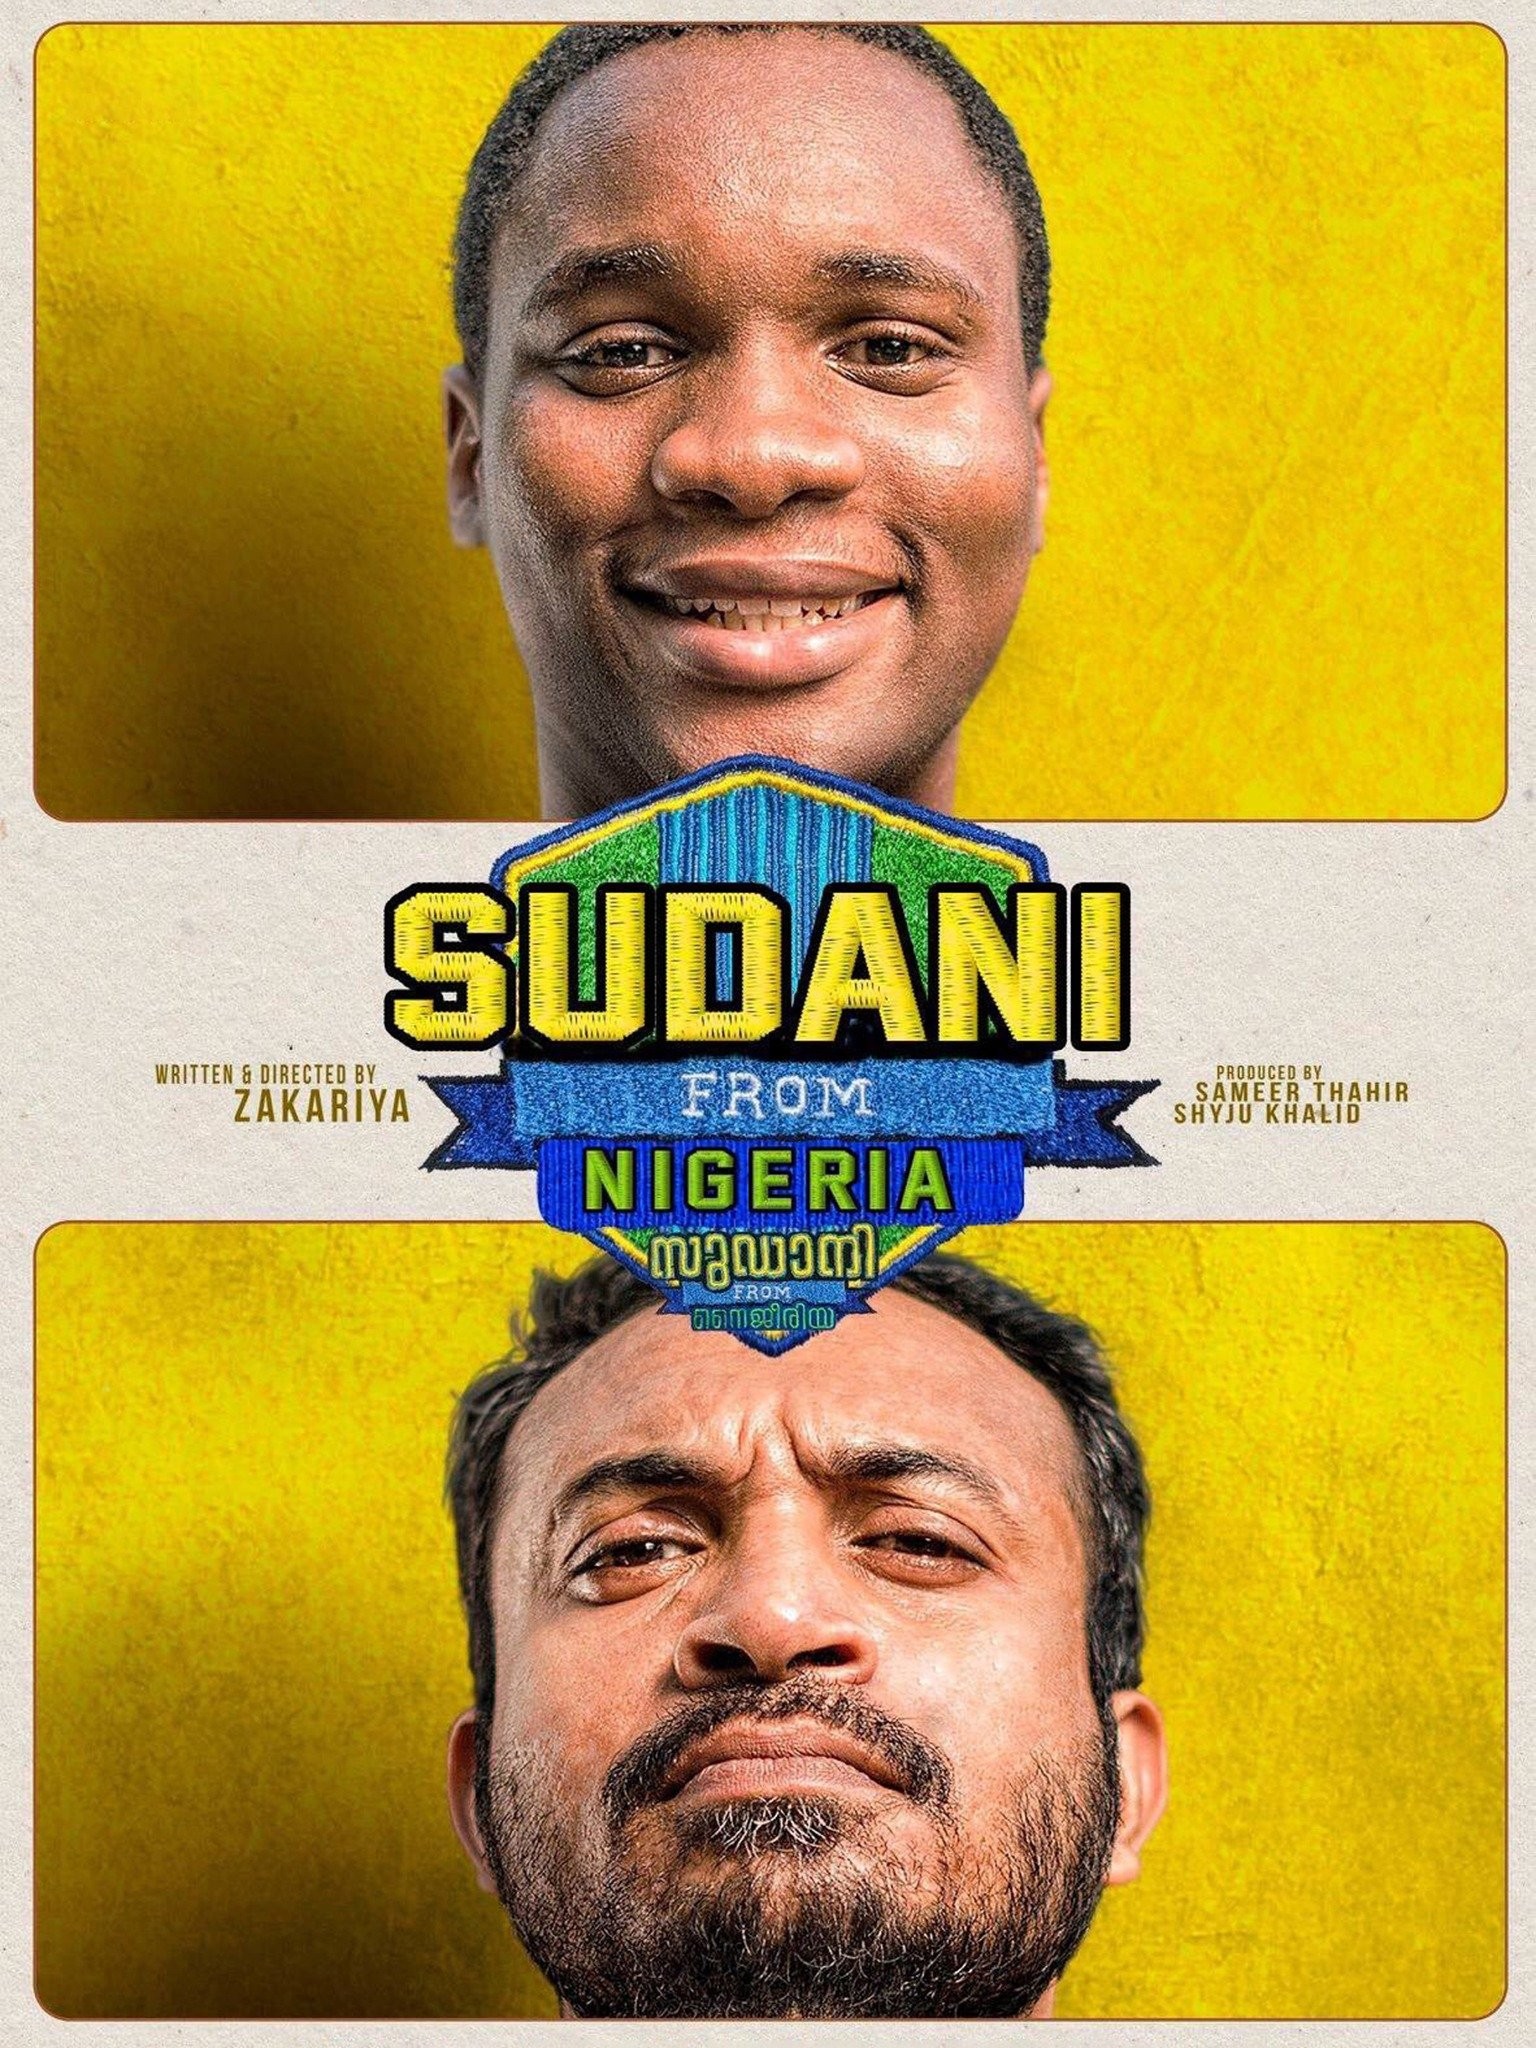 SUDANI
FROM
NIGERIA
സുഡാനി
FROM
നൈജീരിയ
WRITTEN & DIRECTED BY
ZAKARIYA
PRODUCED BY
SAMEER THAHIR
SHYJU KHALID